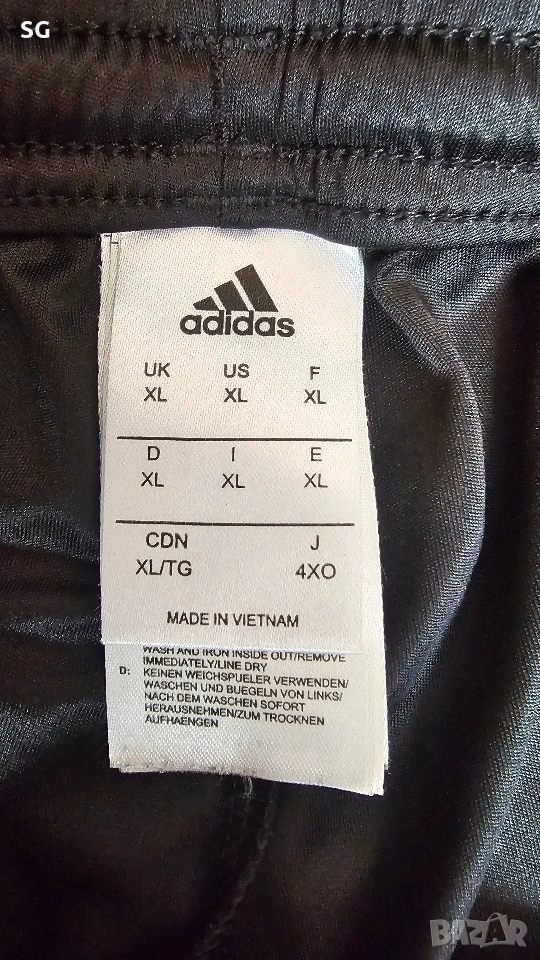 SG
adidas
UK US F
XL XL XL
D I E
XL XL XL
CDN J
XL/TG 4XO
MADE IN VIETNAM
WASH AND IRON INSIDE OUT/REMOVE
IMMEDIATELY/LINE DRY
D: KEINEN WEICHSPUELER VERWENDEN/
WASCHEN UND BUEGELN VON LINKS/
NACH DEM WASCHEN SOFORT
HERAUSNEHMEN/ZUM TROCKNEN
AUFHAENGEN
BAZAR